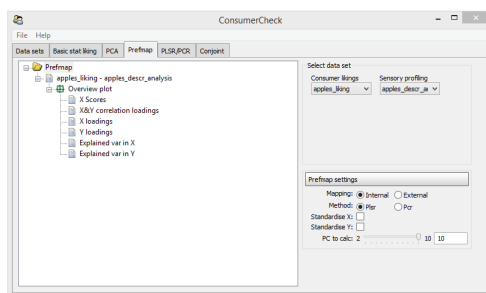 ConsumerCheck
File Help
Data sets Basic stat liking PCA Prefmap PLSR/PCR Conjoint
Prefmap
apples_liking - apples_descr_analysis
Overview plot
X Scores
X&Y correlation loadings
X loadings
Y loadings
Explained var in X
Explained var in Y
Select data set
Consumer likings Sensory profiling
apples_liking apples_descr_ar
Prefmap settings
Mapping: Internal External
Method: Plsr Pcr
Standardise X:
Standardise Y:
PC to calc: 2 10 10